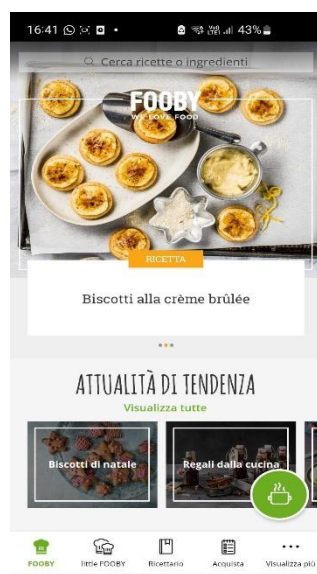 16:41
43%
Cerca ricette o ingredienti
FOOBY
WE LOVE FOOD
RICETTA
Biscotti alla crème brûlée
ATTUALITÀ DI TENDENZA
Visualizza tutte
Biscotti di natale
Regali dalla cucina
FOOBY
little FOOBY
Ricettario
Acquista
Visualizza più